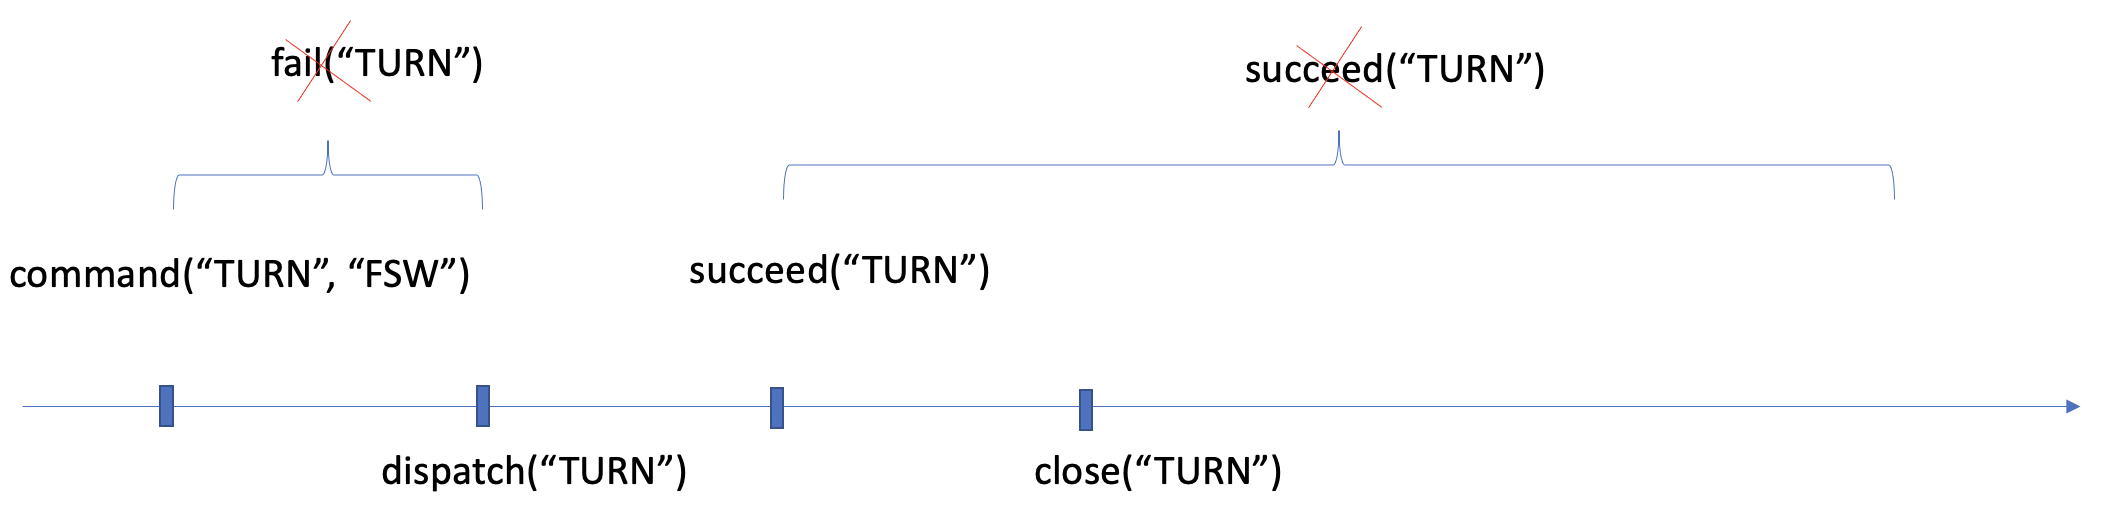 fail(“TURN”)
succeed(“TURN”)
command(“TURN”, “FSW”)
succeed(“TURN”)
dispatch(“TURN”)
close(“TURN”)